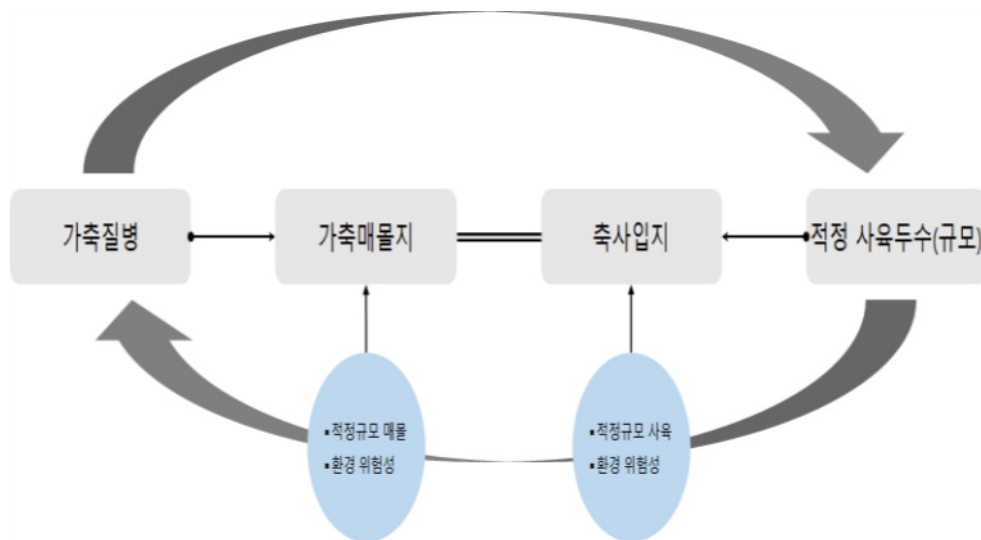 가축질병
가축매몰지
축사입지
적정 사육두수(규모)
▪적정규모 매몰
▪환경 위험성
▪적정규모 사육
▪환경 위험성